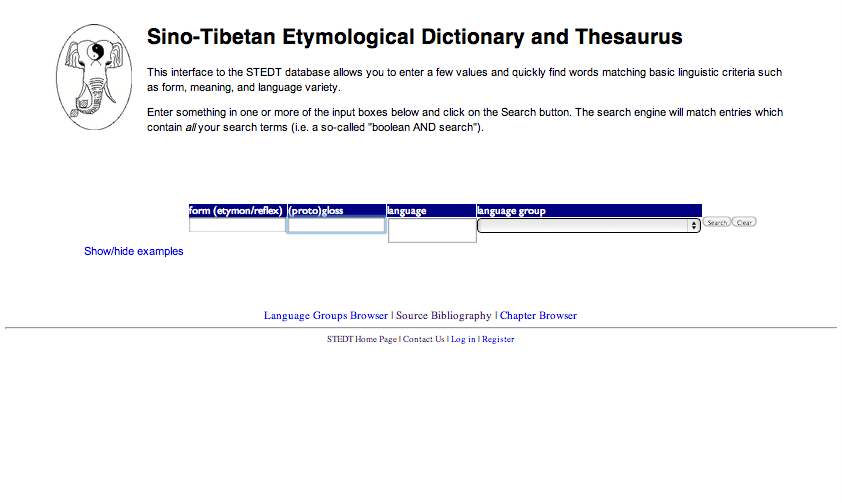 Sino-Tibetan Etymological Dictionary and Thesaurus
This interface to the STEDT database allows you to enter a few values and quickly find words matching basic linguistic criteria such
as form, meaning, and language variety.
Enter something in one or more of the input boxes below and click on the Search button. The search engine will match entries which
contain all your search terms (i.e. a so-called "boolean AND search").
form (etymon/reflex) (proto)gloss language language group
Search Clear
Show/hide examples
Language Groups Browser | Source Bibliography | Chapter Browser
STEDT Home Page | Contact Us | Log in | Register